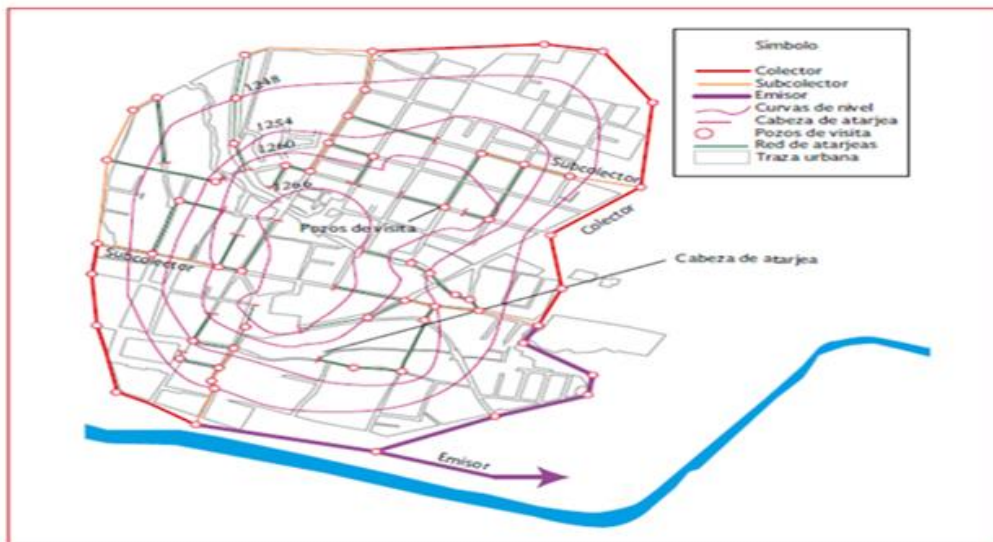 Símbolo
Colector
Subcolector
Emisor
Curvas de nivel
Cabeza de atarjea
Pozos de visita
Red de atarjeas
Traza urbana
1248
1254
1260
1266
Subcolector
Pozos de visita
Colector
Subcolector
Cabeza de atarjea
Emisor